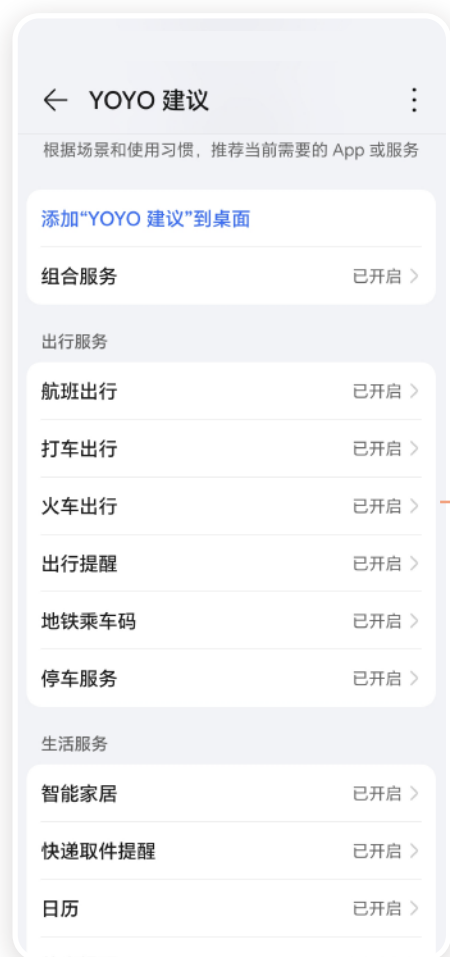 YOYO 建议
根据场景和使用习惯，推荐当前需要的 App 或服务
添加“YOYO 建议”到桌面
组合服务 已开启
出行服务
航班出行 已开启
打车出行 已开启
火车出行 已开启
出行提醒 已开启
地铁乘车码 已开启
停车服务 已开启
生活服务
智能家居 已开启
快递取件提醒 已开启
日历 已开启